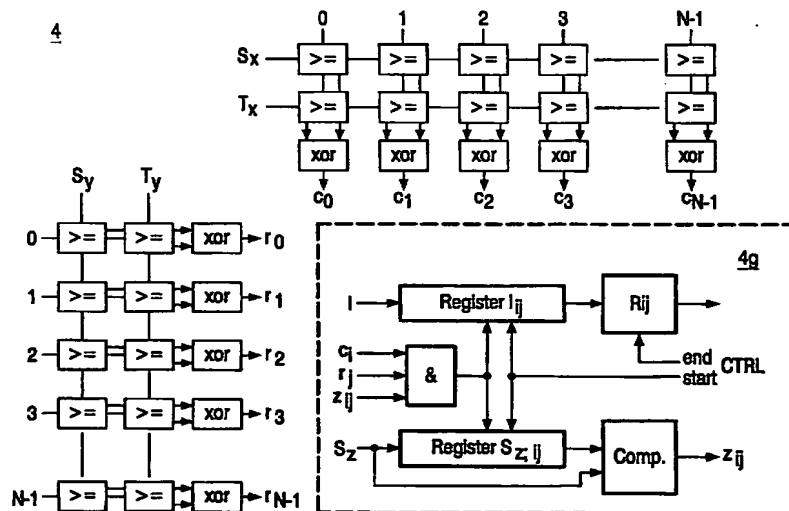 4
0 1 2 3 N-1
Sx >= >= >= >= >=
Tx >= >= >= >= >=
xor xor xor xor xor
c0 c1 c2 c3 cN-1
Sy Ty
0 >= >= xor r0
1 >= >= xor r1
2 >= >= xor r2
3 >= >= xor r3
N-1 >= >= xor rN-1
4g
I Register Iij Rij
ci
rj & end
start CTRL
zij
Sz Register Sz; ij Comp. zij